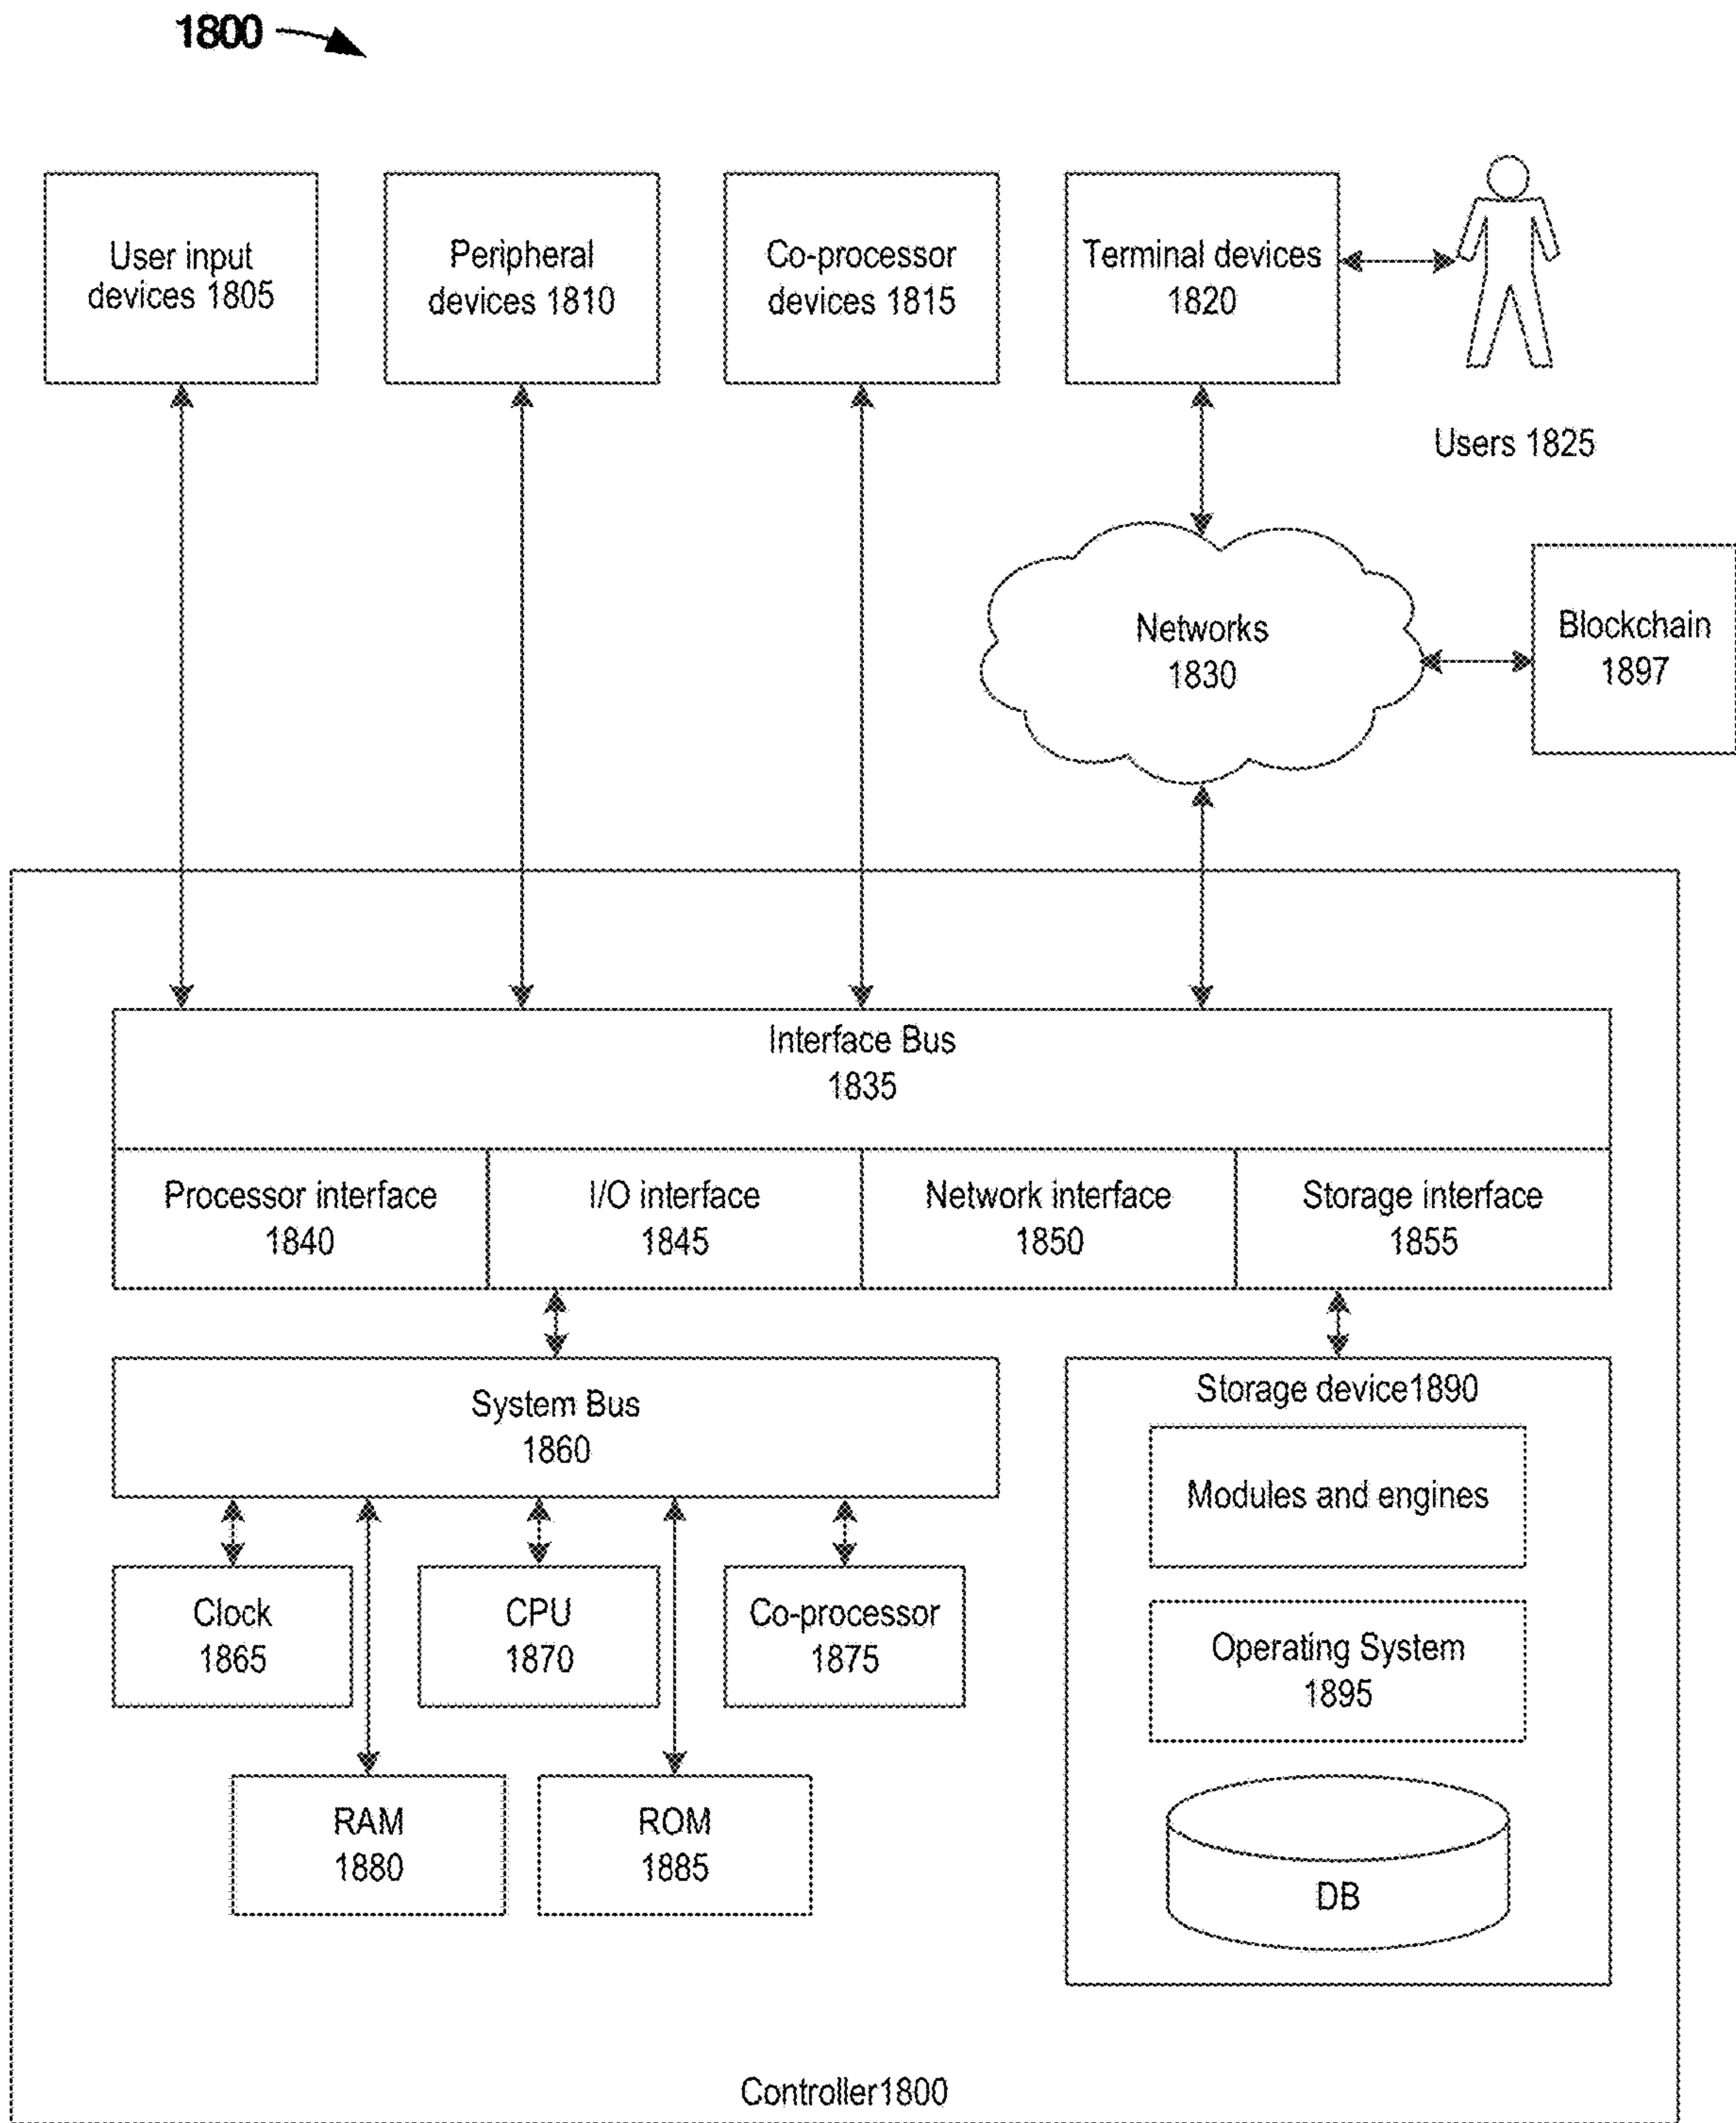 1800
User input
devices 1805
Peripheral
devices 1810
Co-processor
devices 1815
Terminal devices
1820
Users 1825
Networks
1830
Blockchain
1897
Interface Bus
1835
Processor interface
1840
I/O interface
1845
Network interface
1850
Storage interface
1855
System Bus
1860
Storage device1890
Modules and engines
Clock
1865
CPU
1870
Co-processor
1875
Operating System
1895
RAM
1880
ROM
1885
DB
Controller1800